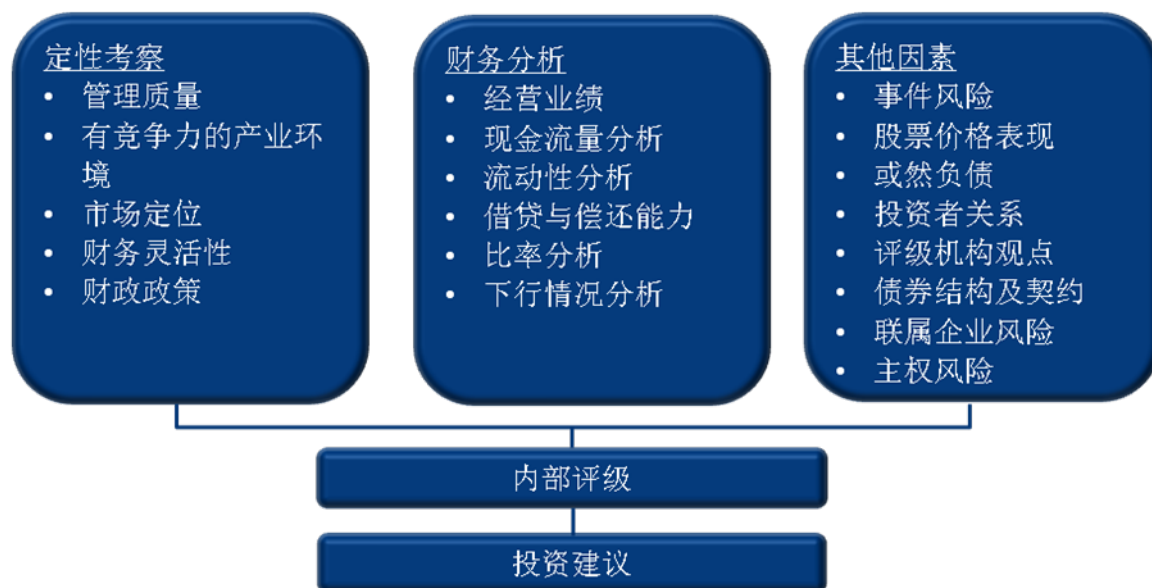 定性考察
• 管理质量
• 有竞争力的产业环
境
• 市场定位
• 财务灵活性
• 财政政策
财务分析
• 经营业绩
• 现金流量分析
• 流动性分析
• 借贷与偿还能力
• 比率分析
• 下行情况分析
其他因素
• 事件风险
• 股票价格表现
• 或然负债
• 投资者关系
• 评级机构观点
• 债券结构及契约
• 联属企业风险
• 主权风险
内部评级
投资建议